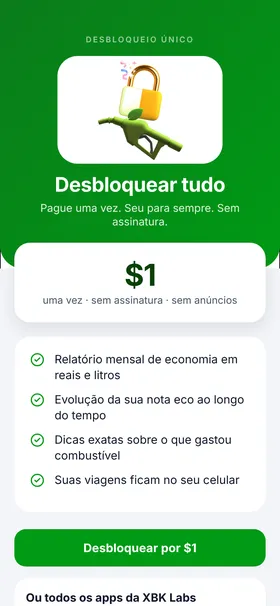 DESBLOQUEIO ÚNICO
Desbloquear tudo
Pague uma vez. Seu para sempre. Sem
assinatura.
$1
uma vez · sem assinatura · sem anúncios
Relatório mensal de economia em
reais e litros
Evolução da sua nota eco ao longo
do tempo
Dicas exatas sobre o que gastou
combustível
Suas viagens ficam no seu celular
Desbloquear por $1
Ou todos os apps da XBK Labs